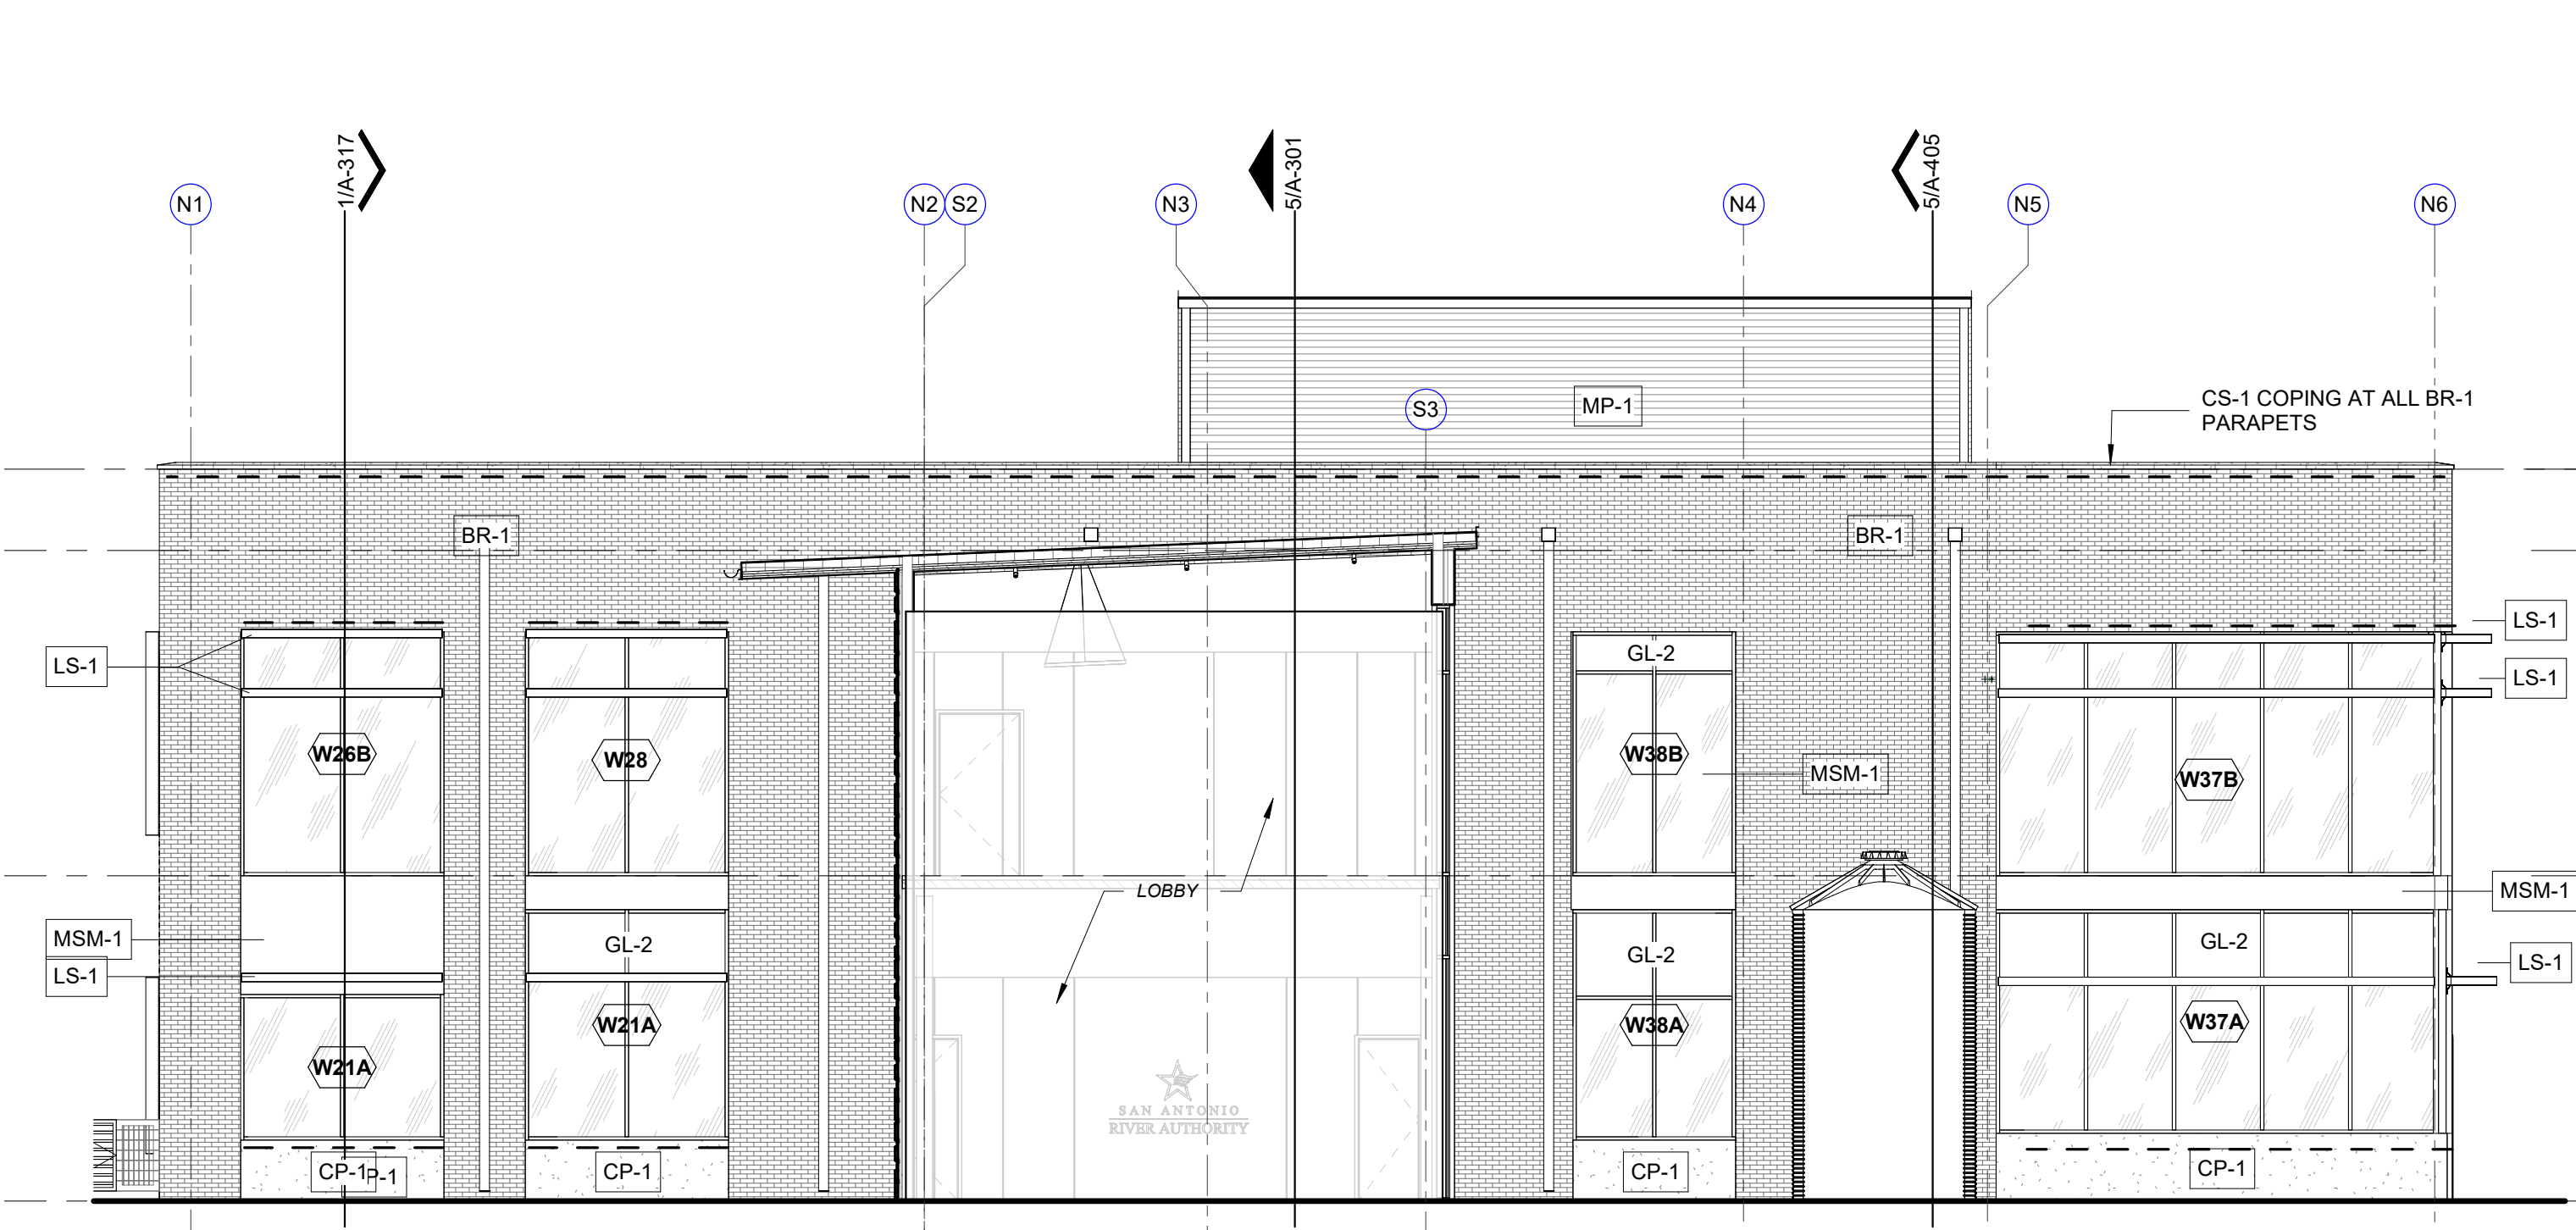 1/A-317
5/A-301
5/A-405
N1
N2
S2
N3
N4
N5
N6
S3
MP-1
CS-1 COPING AT ALL BR-1
PARAPETS
BR-1
BR-1
LS-1
LS-1
LS-1
GL-2
W26B
W28
W38B
MSM-1
W37B
LOBBY
MSM-1
MSM-1
GL-2
GL-2
GL-2
LS-1
LS-1
W21A
W21A
W38A
W37A
SAN ANTONIO
RIVER AUTHORITY
CP-1
P-1
CP-1
CP-1
CP-1